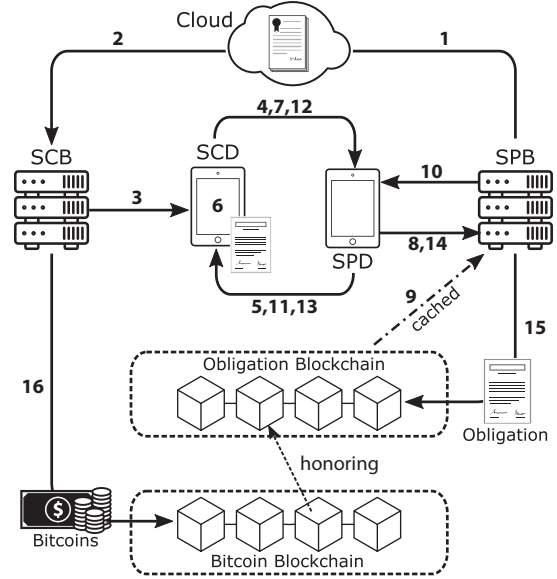 Cloud
2
1
4,7,12
SCB
SCD
SPB
10
3
6
8,14
SPD
5,11,13
9
cached
15
Obligation Blockchain
16
Obligation
honoring
$
Bitcoins
Bitcoin Blockchain